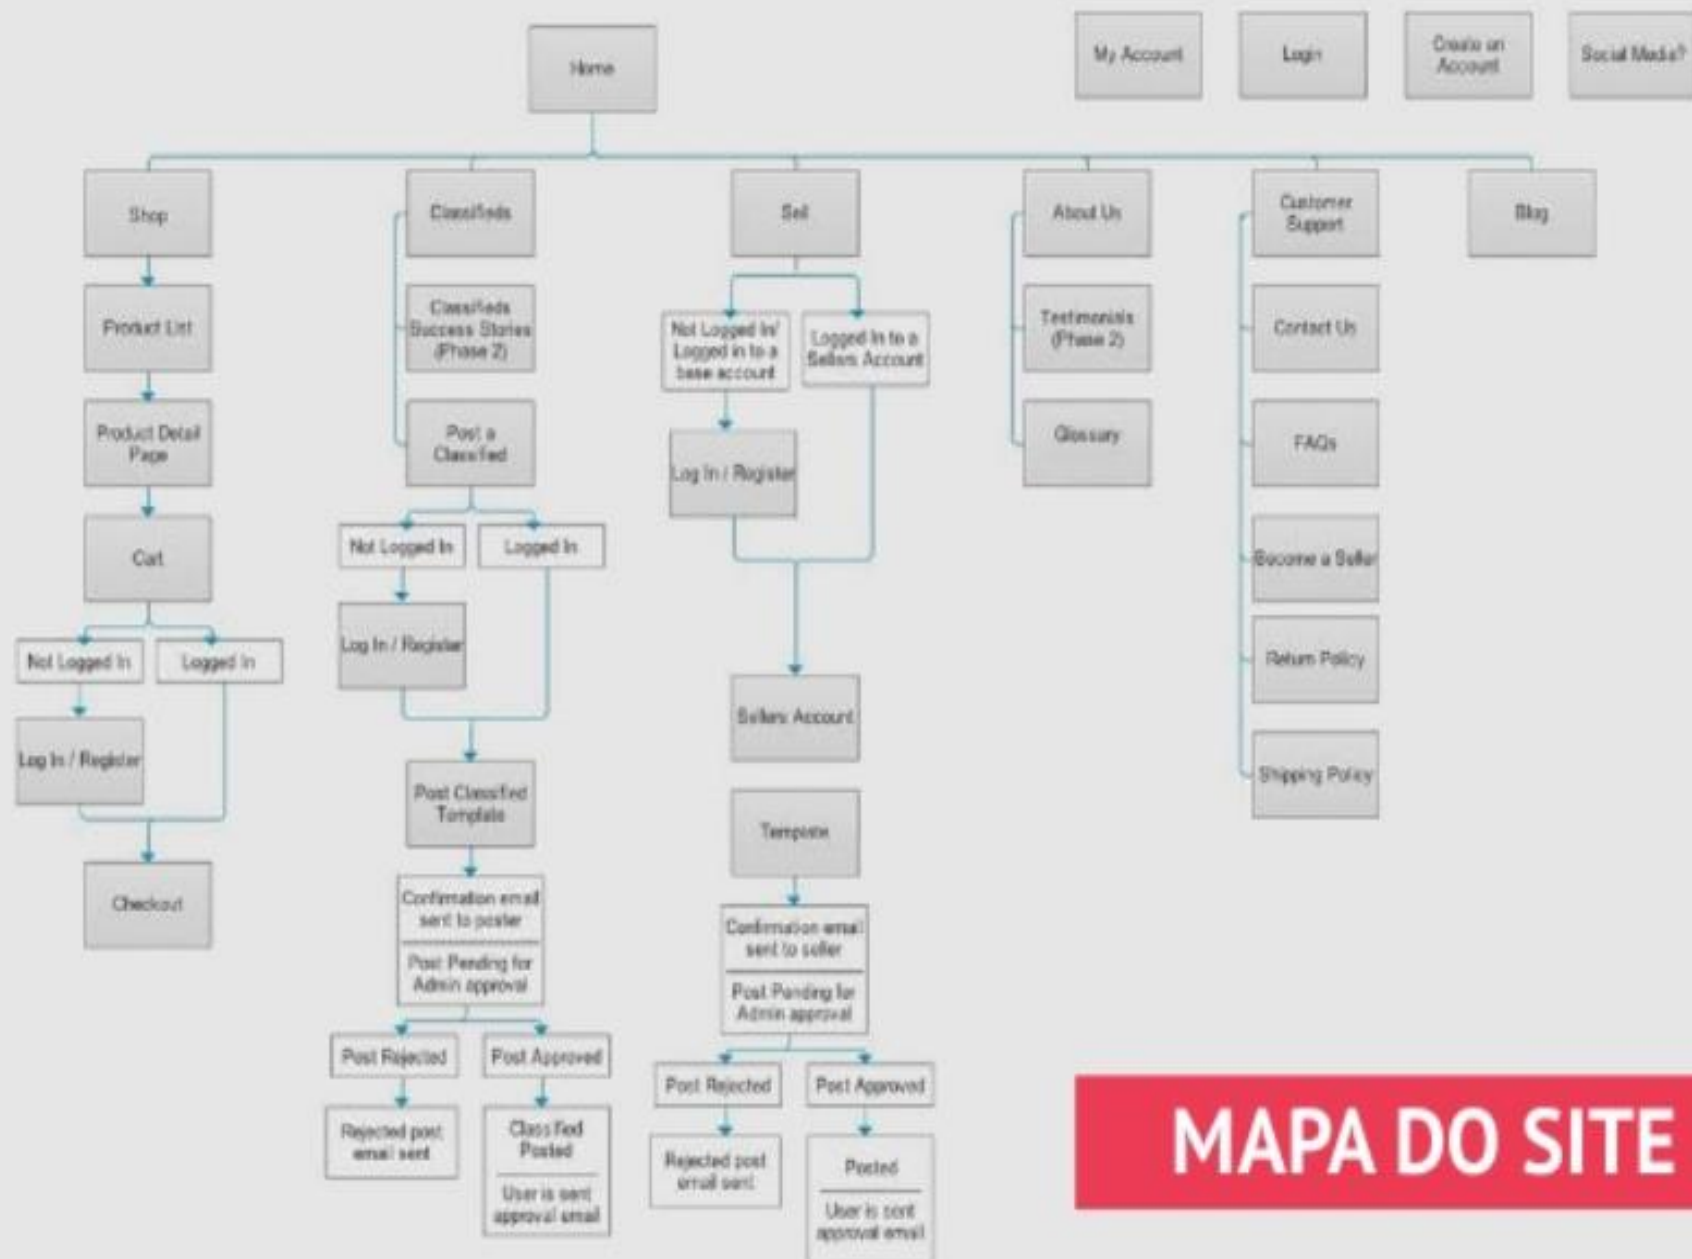 Home
My Account
Login
Create an
Account
Social Media?
Shop
Classifieds
Sell
About Us
Customer
Support
Blog
Product List
Classifieds
Success Stories
(Phase 2)
Not Logged In/
Logged in to a
base account
Logged In to a
Sellers Account
Testimonials
(Phase 2)
Contact Us
Product Detail
Page
Post a
Classified
Log In / Register
Glossary
FAQs
Cart
Not Logged In
Logged In
Become a Seller
Not Logged In
Logged In
Log In / Register
Return Policy
Log In / Register
Sellers Account
Shipping Policy
Post Classified
Template
Template
Checkout
Confirmation email
sent to poster
Post Pending for
Admin approval
Confirmation email
sent to seller
Post Pending for
Admin approval
Post Rejected
Post Approved
Post Rejected
Post Approved
Rejected post
email sent
Classified
Posted
User is sent
approval email
Rejected post
email sent
Posted
User is sent
approval email
MAPA DO SITE